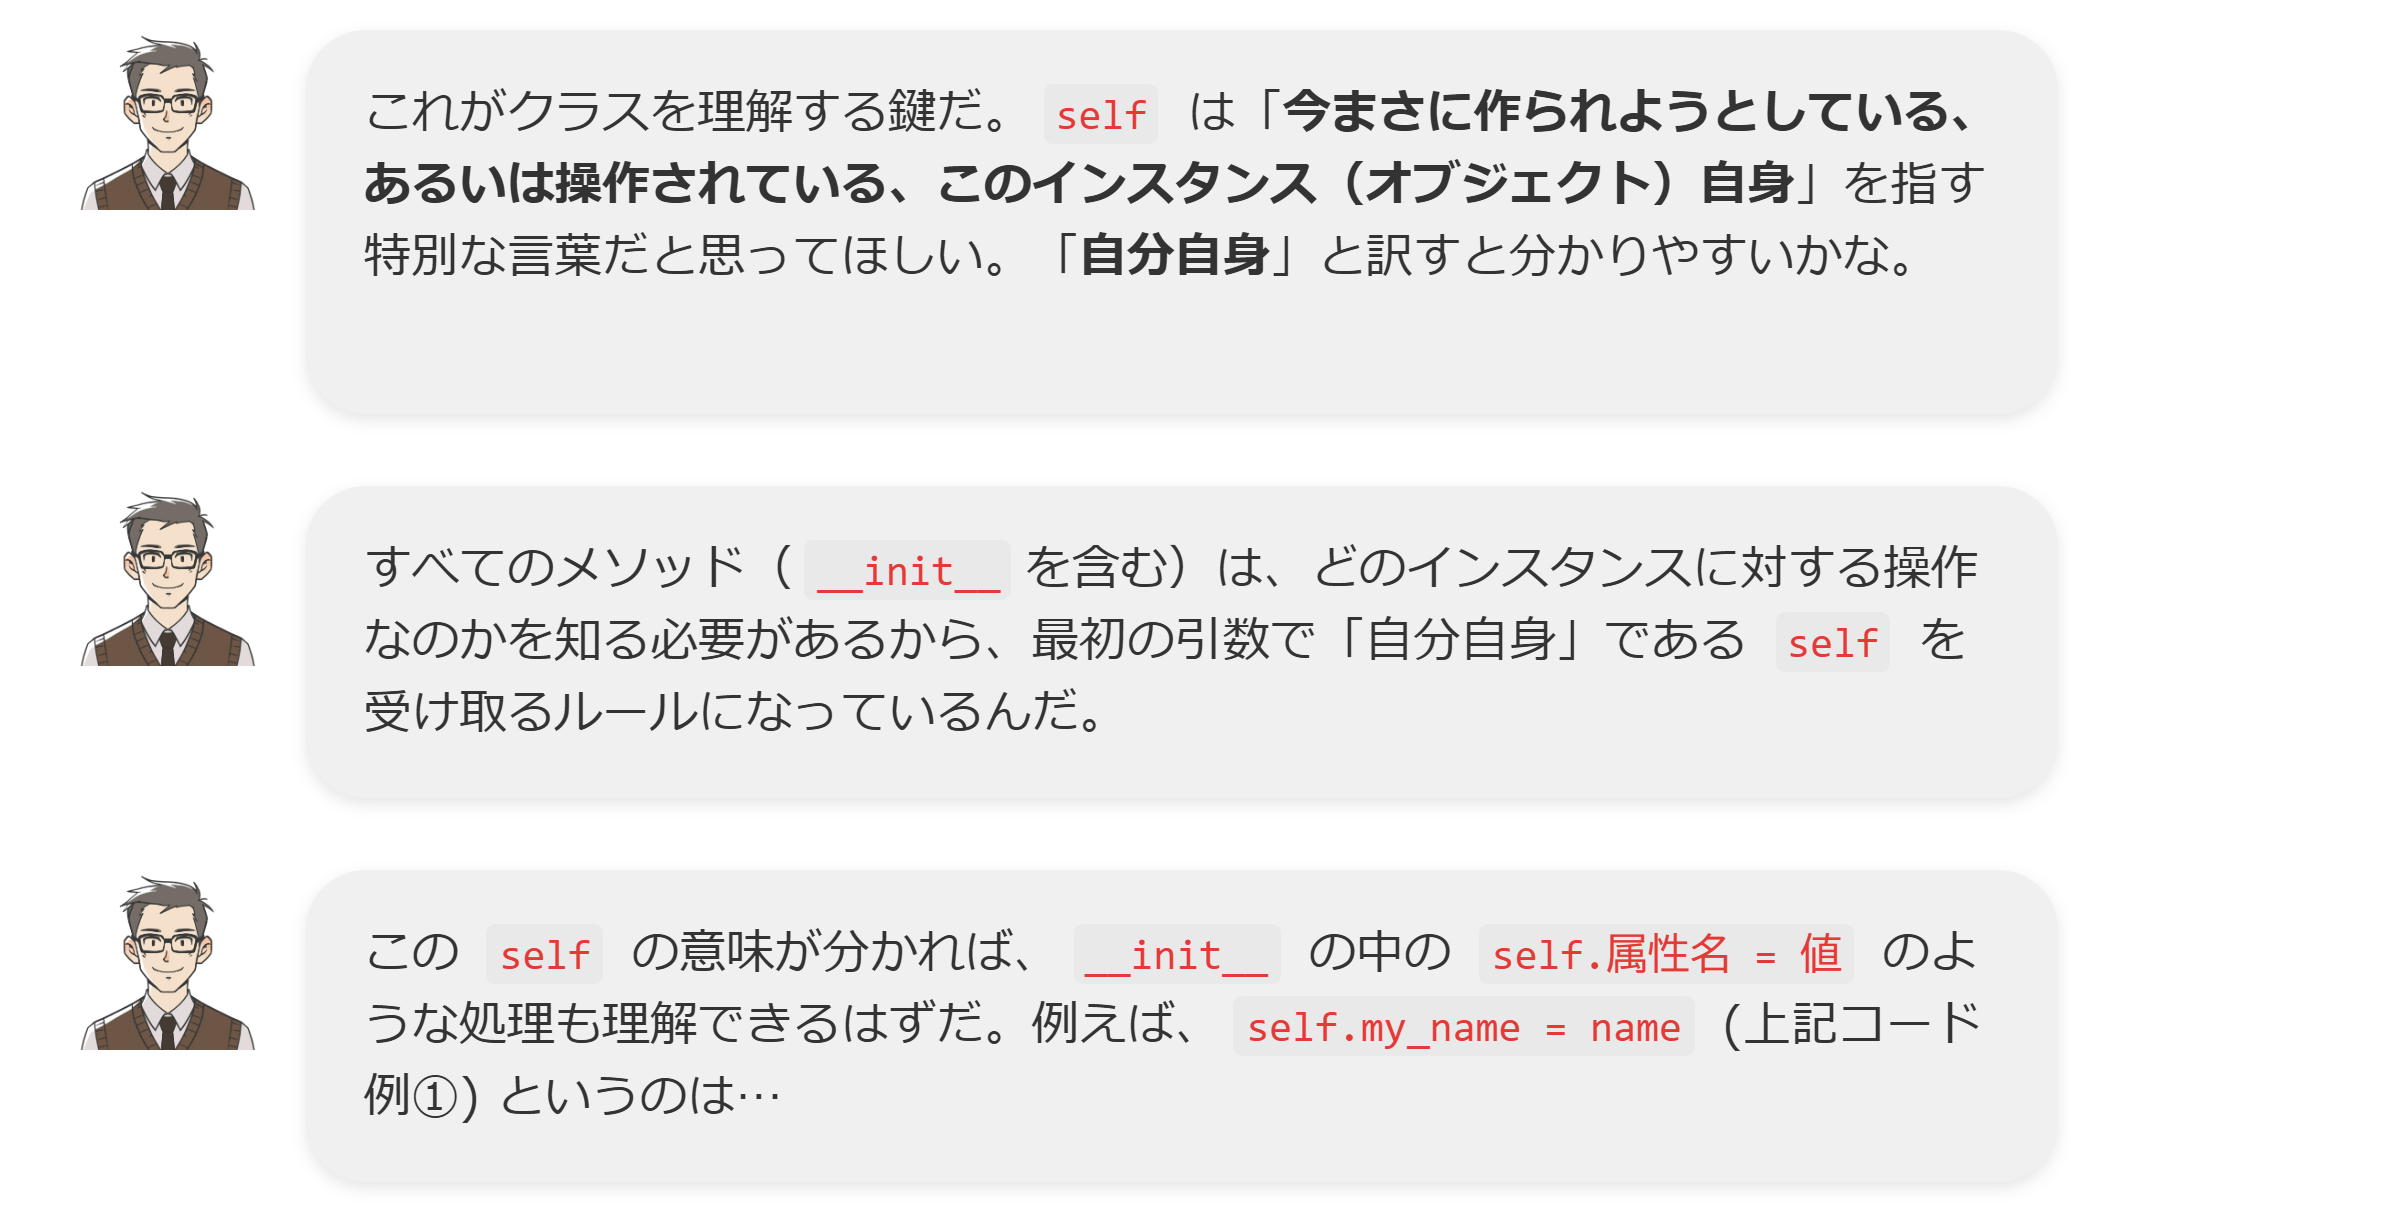 これがクラスを理解する鍵だ。 self は「今まさに作られようとしている、
あるいは操作されている、このインスタンス（オブジェクト）自身」を指す
特別な言葉だと思ってほしい。「自分自身」と訳すと分かりやすいかな。
すべてのメソッド（ __init__ を含む）は、どのインスタンスに対する操作
なのかを知る必要があるから、最初の引数で「自分自身」である self を
受け取るルールになっているんだ。
この self の意味が分かれば、 __init__ の中の self.属性名 = 値 のよ
うな処理も理解できるはずだ。例えば、 self.my_name = name (上記コード
例①) というのは…